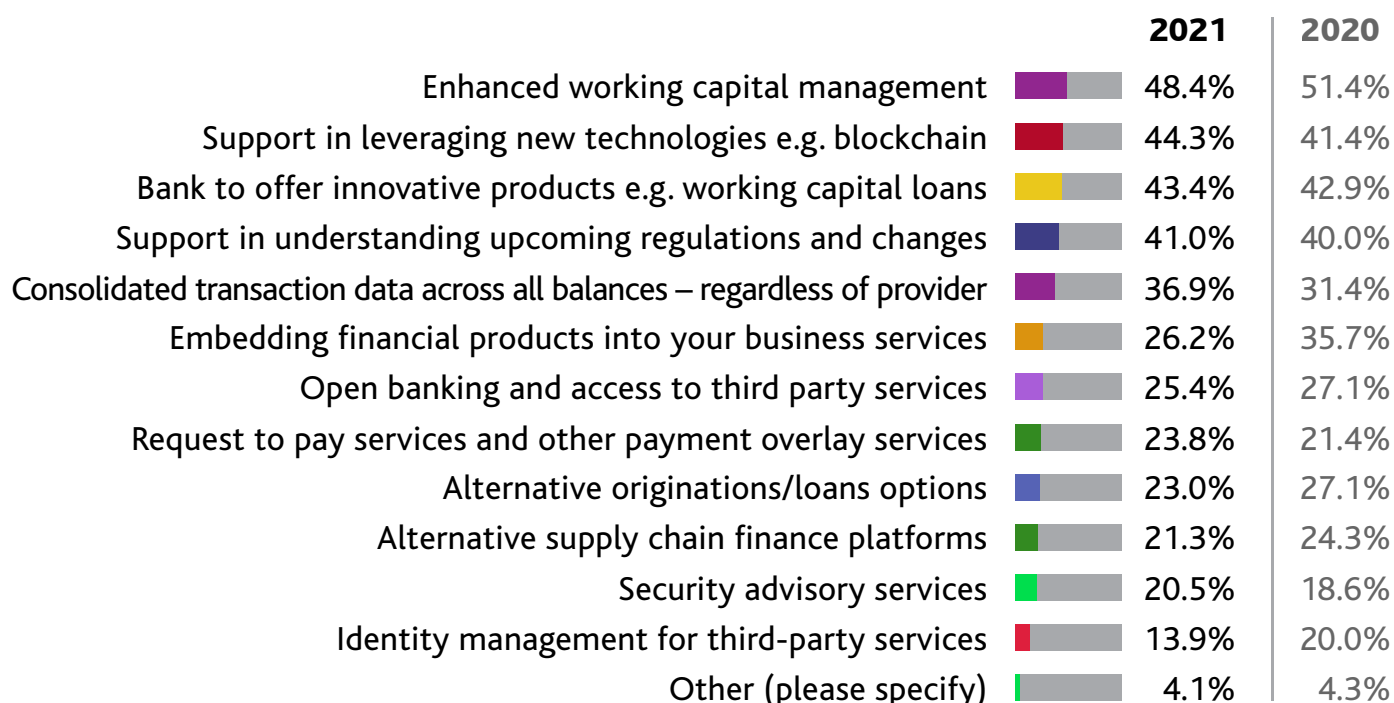 2021 2020
Enhanced working capital management 48.4% 51.4%
Support in leveraging new technologies e.g. blockchain 44.3% 41.4%
Bank to offer innovative products e.g. working capital loans 43.4% 42.9%
Support in understanding upcoming regulations and changes 41.0% 40.0%
Consolidated transaction data across all balances – regardless of provider 36.9% 31.4%
Embedding financial products into your business services 26.2% 35.7%
Open banking and access to third party services 25.4% 27.1%
Request to pay services and other payment overlay services 23.8% 21.4%
Alternative originations/loans options 23.0% 27.1%
Alternative supply chain finance platforms 21.3% 24.3%
Security advisory services 20.5% 18.6%
Identity management for third-party services 13.9% 20.0%
Other (please specify) 4.1% 4.3%